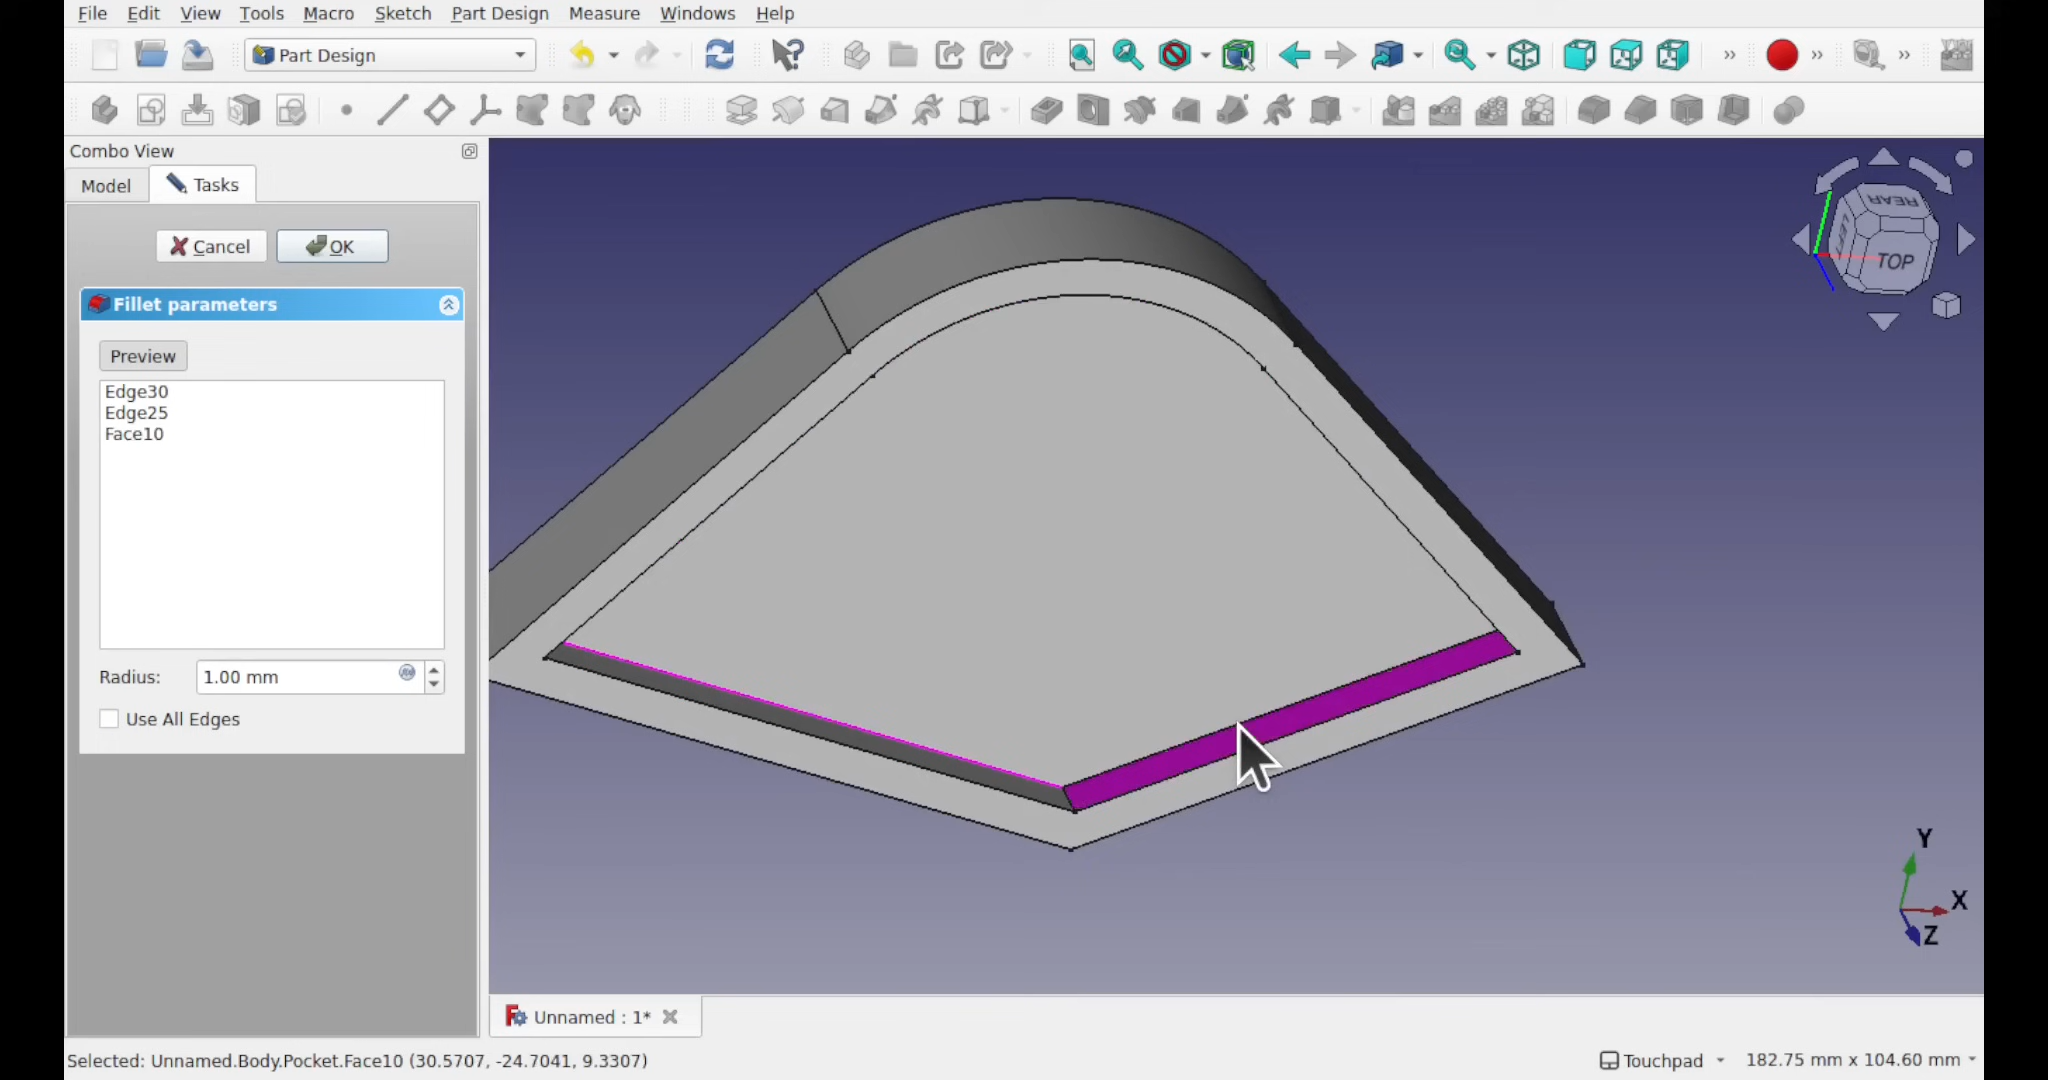 File Edit View Tools Macro Sketch Part Design Measure Windows Help
Part Design
Combo View
Model Tasks
Cancel OK
Fillet parameters
Preview
Edge30
Edge25
Face10
Radius: 1.00 mm
Use All Edges
REAR
TOP
Y
X
Z
Unnamed : 1*
Selected: Unnamed.Body.Pocket.Face10 (30.5707, -24.7041, 9.3307)
Touchpad 182.75 mm x 104.60 mm